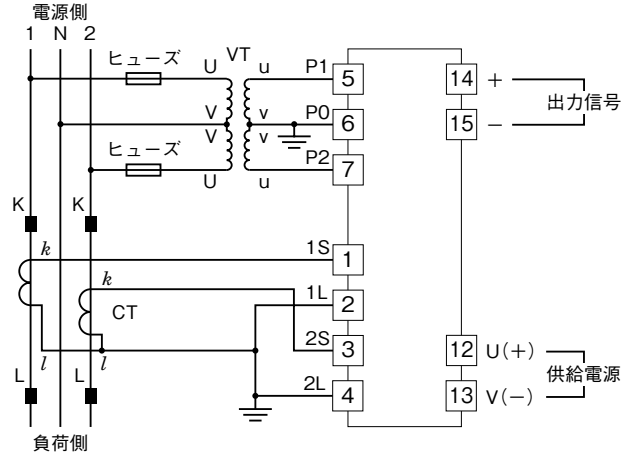 電源側
1 N 2
ヒューズ U VT u P1 5 14 + 出力信号
V v P0 6 15 −
V v
ヒューズ U u P2 7
K K
k 1S 1
k 1L 2
CT
2S 3 12 U(+) 供給電源
l l
L L 2L 4 13 V(−)
負荷側